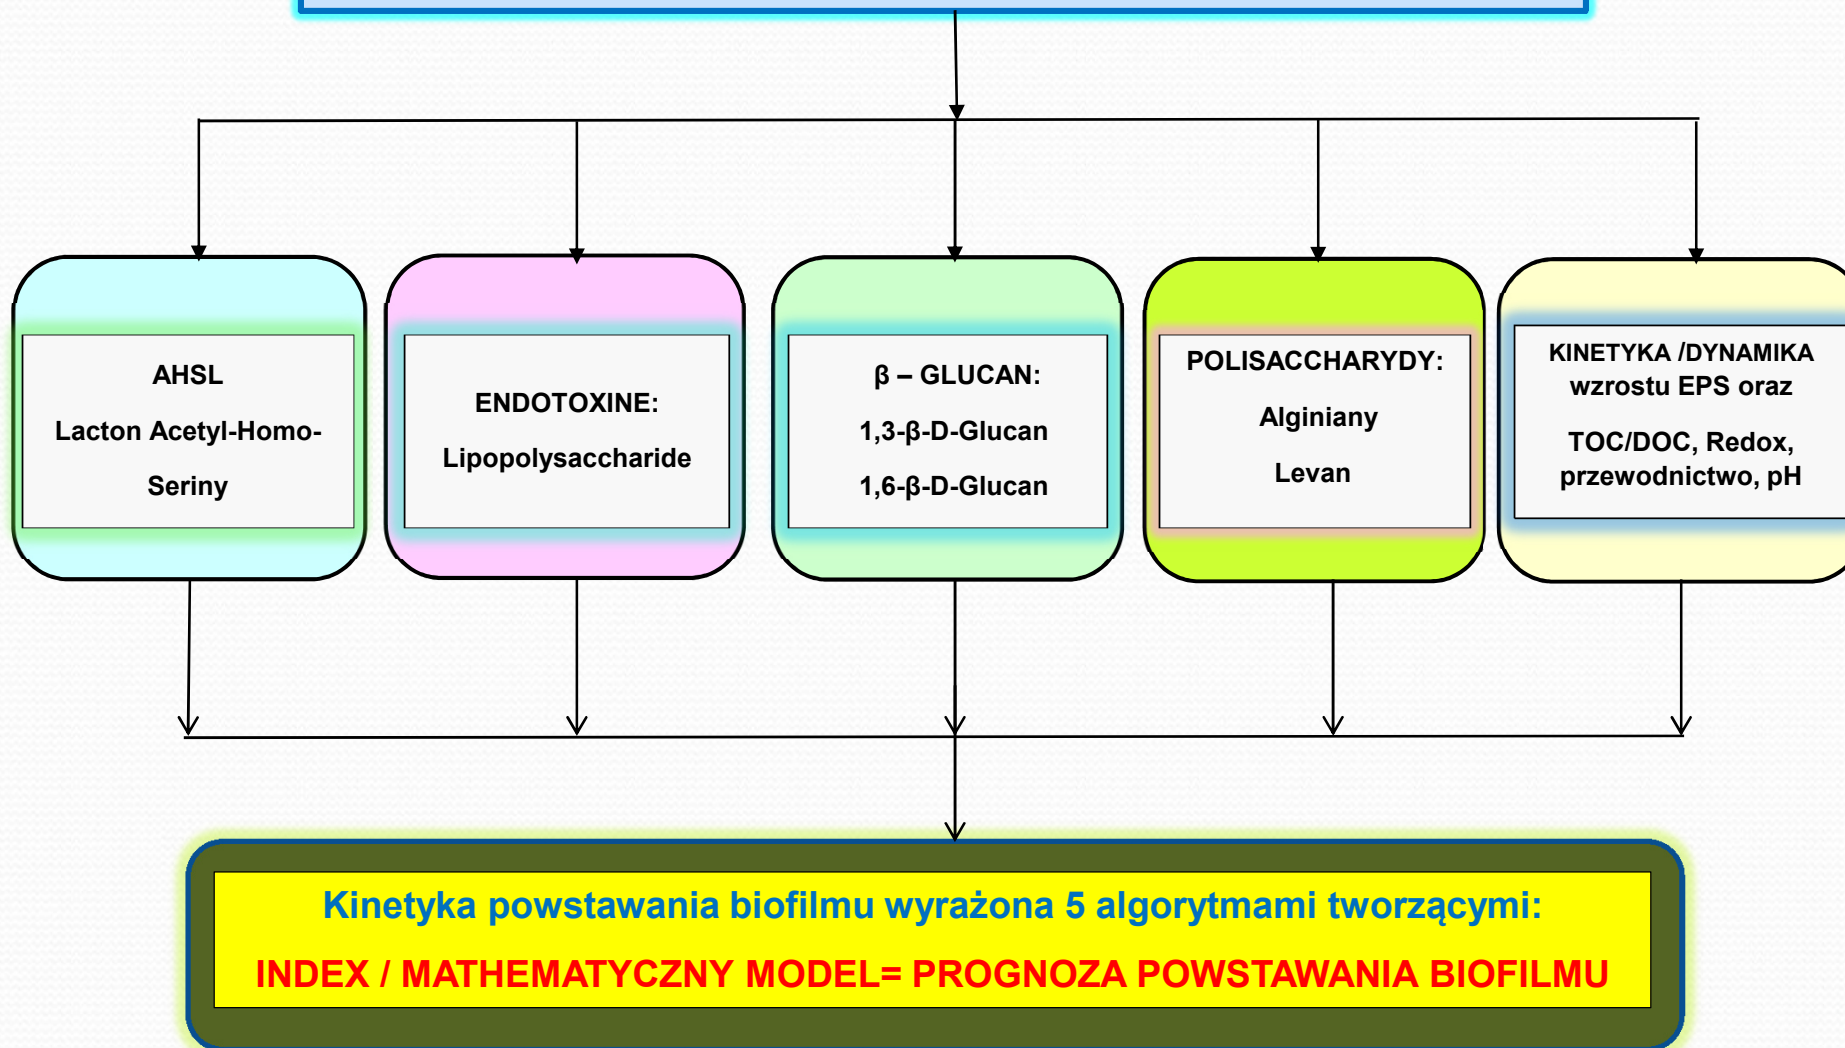 AHSL
Lacton Acetyl-Homo-
Seriny
ENDOTOXINE:
Lipopolysaccharide
β – GLUCAN:
1,3-β-D-Glucan
1,6-β-D-Glucan
POLISACCHARYDY:
Alginiany
Levan
KINETYKA /DYNAMIKA
wzrostu EPS oraz
TOC/DOC, Redox,
przewodnictwo, pH
Kinetyka powstawania biofilmu wyrażona 5 algorytmami tworzącymi:
INDEX / MATHEMATYCZNY MODEL= PROGNOZA POWSTAWANIA BIOFILMU